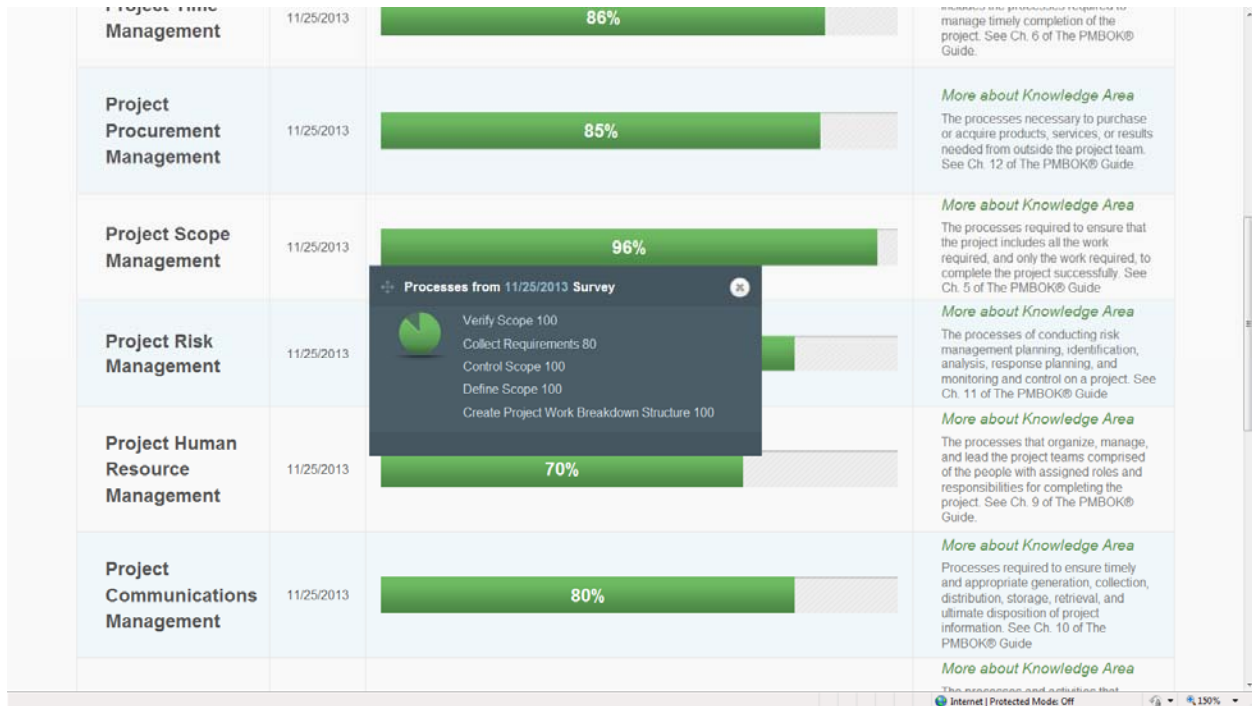 Project Time
Management
11/25/2013
86%
includes the processes required to
manage timely completion of the
project. See Ch. 6 of The PMBOK®
Guide.
Project
Procurement
Management
11/25/2013
85%
More about Knowledge Area
The processes necessary to purchase
or acquire products, services, or results
needed from outside the project team.
See Ch. 12 of The PMBOK® Guide.
Project Scope
Management
11/25/2013
96%
More about Knowledge Area
The processes required to ensure that
the project includes all the work
required, and only the work required, to
complete the project successfully. See
Ch. 5 of The PMBOK® Guide
Processes from 11/25/2013 Survey
Verify Scope 100
Collect Requirements 80
Control Scope 100
Define Scope 100
Create Project Work Breakdown Structure 100
Project Risk
Management
11/25/2013
More about Knowledge Area
The processes of conducting risk
management planning, identification,
analysis, response planning, and
monitoring and control on a project. See
Ch. 11 of The PMBOK® Guide
Project Human
Resource
Management
11/25/2013
70%
More about Knowledge Area
The processes that organize, manage,
and lead the project teams comprised
of the people with assigned roles and
responsibilities for completing the
project. See Ch. 9 of The PMBOK®
Guide.
Project
Communications
Management
11/25/2013
80%
More about Knowledge Area
Processes required to ensure timely
and appropriate generation, collection,
distribution, storage, retrieval, and
ultimate disposition of project
information. See Ch. 10 of The
PMBOK® Guide
More about Knowledge Area
The processes and activities that
Internet | Protected Mode: Off
150%